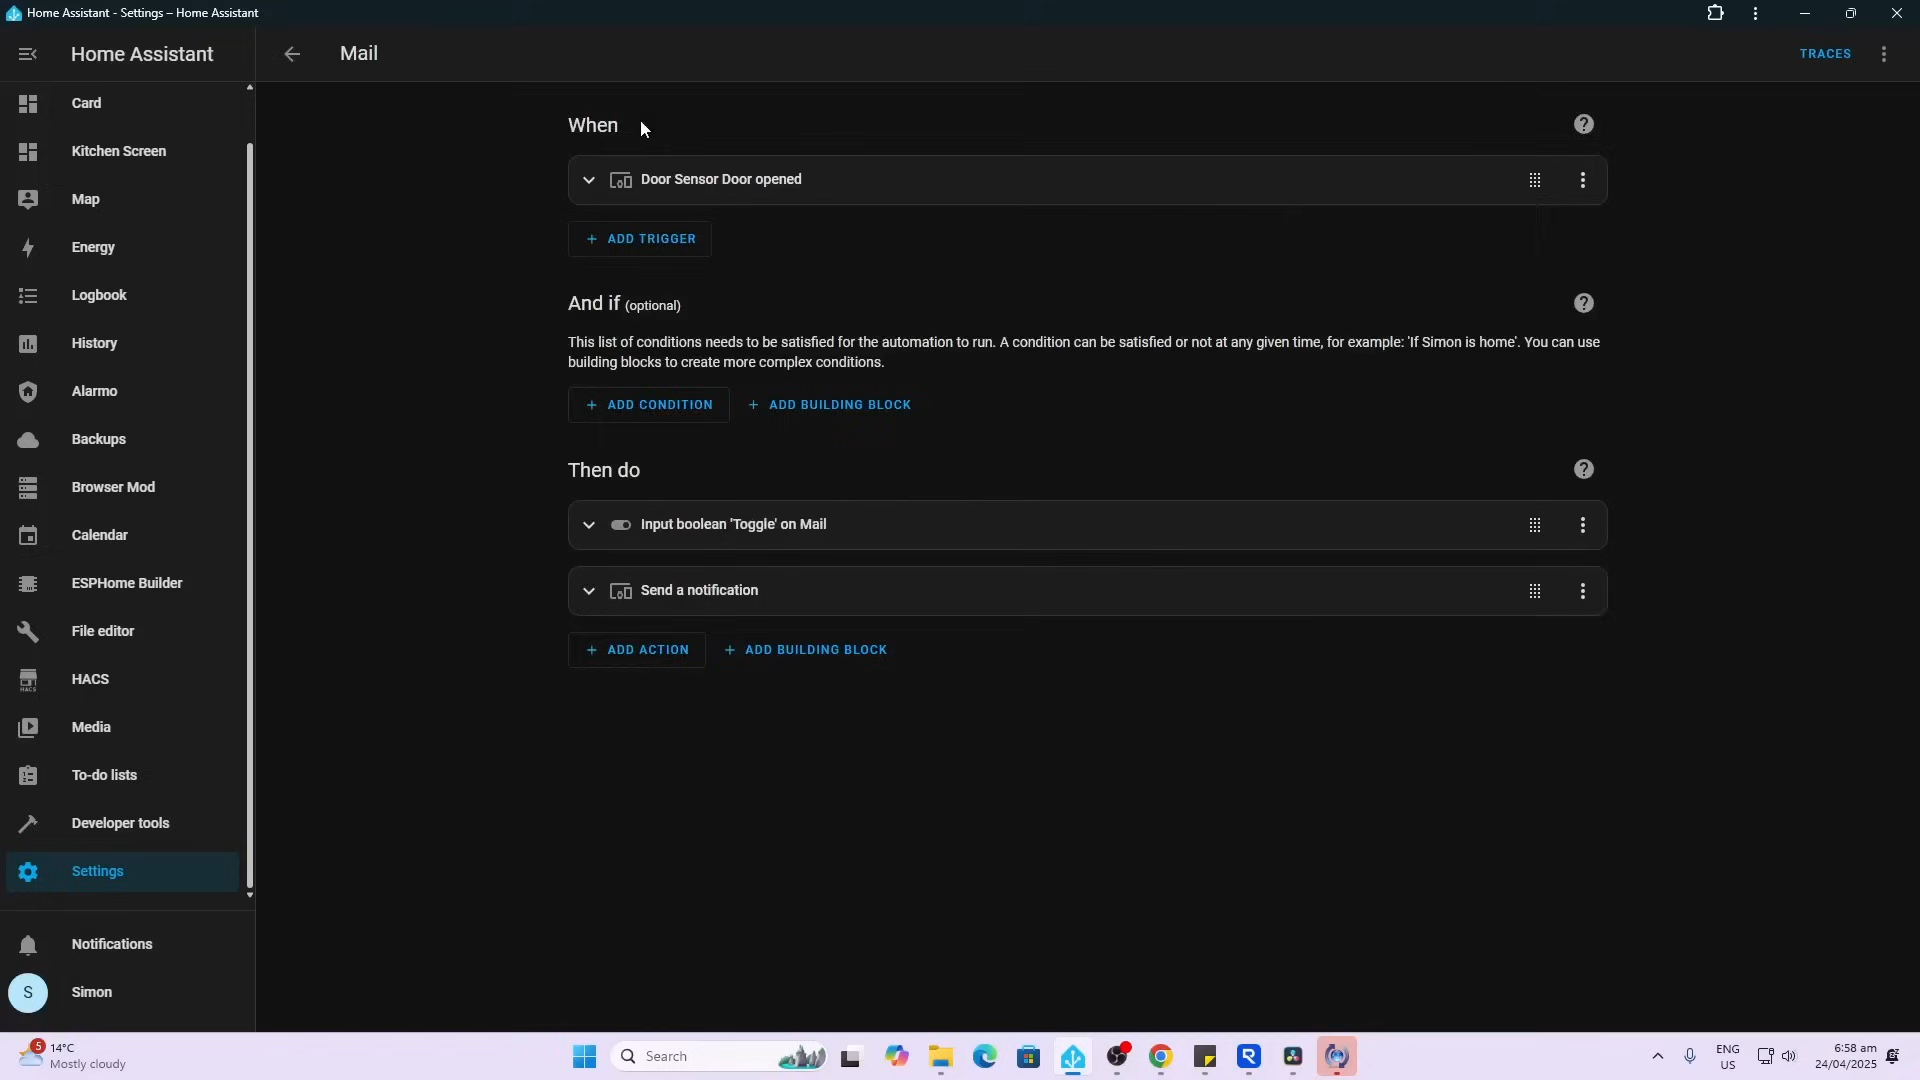 Home Assistant - Settings – Home Assistant
Home Assistant
Mail
TRACES
Card
Kitchen Screen
Map
Energy
Logbook
History
Alarmo
Backups
Browser Mod
Calendar
ESPHome Builder
File editor
HACS
Media
To-do lists
Developer tools
Settings
Notifications
S
Simon
When
Door Sensor Door opened
+ ADD TRIGGER
And if (optional)
This list of conditions needs to be satisfied for the automation to run. A condition can be satisfied or not at any given time, for example: 'If Simon is home'. You can use
building blocks to create more complex conditions.
+ ADD CONDITION + ADD BUILDING BLOCK
Then do
Input boolean 'Toggle' on Mail
Send a notification
+ ADD ACTION + ADD BUILDING BLOCK
5
14°C
Mostly cloudy
Search
ENG
US
6:58 am
24/04/2025